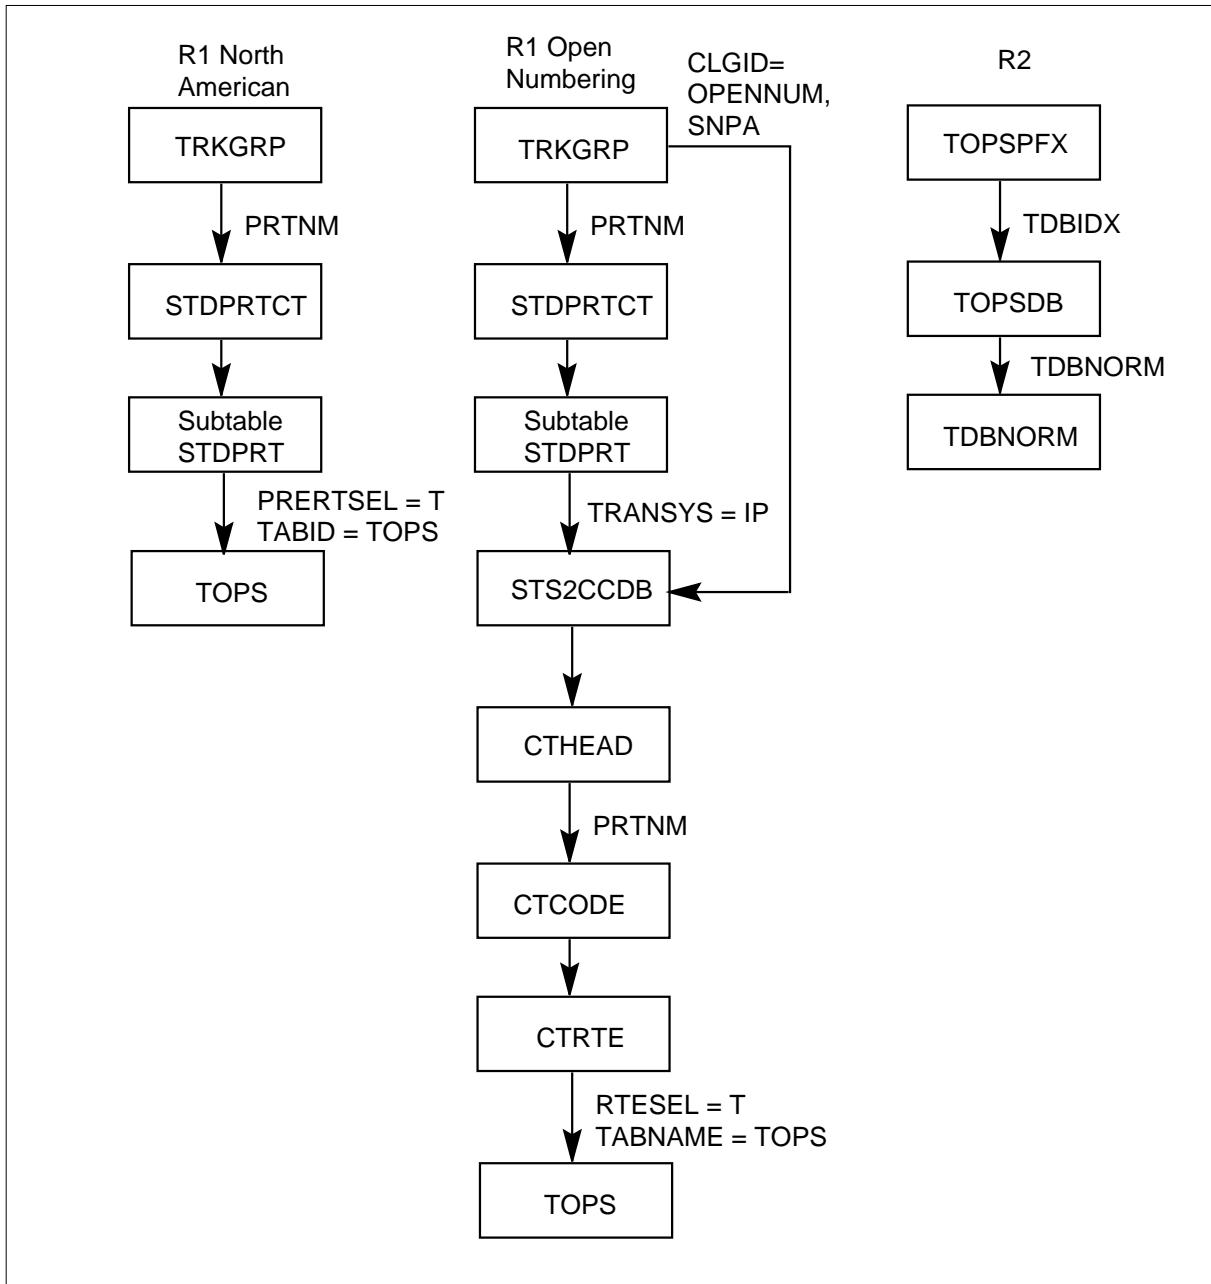 R1 North
American
TRKGRP
PRTNM
STDPRTCT
Subtable
STDPRT
PRERTSEL = T
TABID = TOPS
TOPS
R1 Open
Numbering
CLGID=
OPENNUM,
SNPA
TRKGRP
PRTNM
STDPRTCT
Subtable
STDPRT
TRANSYS = IP
STS2CCDB
CTHEAD
PRTNM
CTCODE
CTRTE
RTESEL = T
TABNAME = TOPS
TOPS
R2
TOPSPFX
TDBIDX
TOPSDB
TDBNORM
TDBNORM